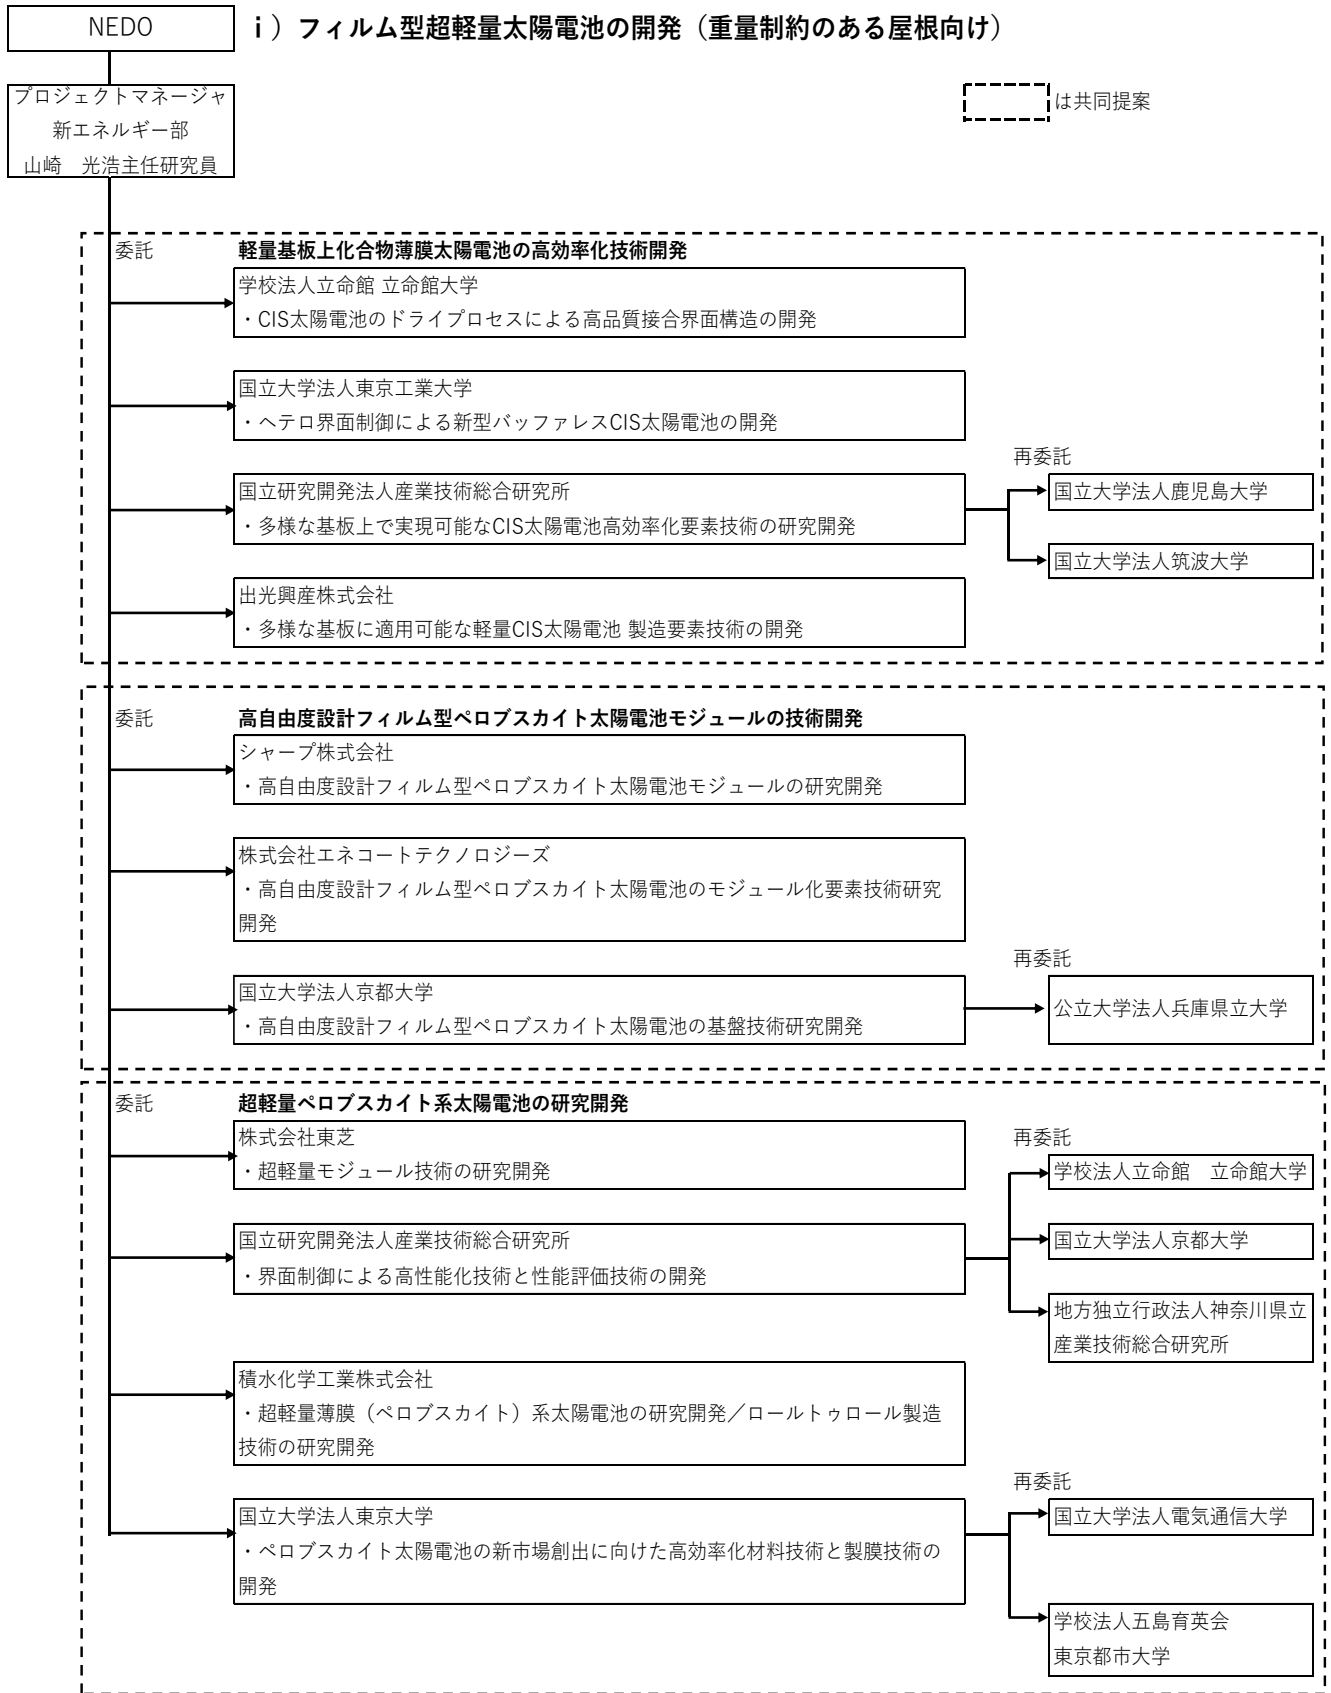 NEDO
ⅰ）フィルム型超軽量太陽電池の開発（重量制約のある屋根向け）
プロジェクトマネージャ
新エネルギー部
山崎　光浩主任研究員
は共同提案
委託
軽量基板上化合物薄膜太陽電池の高効率化技術開発
学校法人立命館 立命館大学
・CIS太陽電池のドライプロセスによる高品質接合界面構造の開発
国立大学法人東京工業大学
・ヘテロ界面制御による新型バッファレスCIS太陽電池の開発
再委託
国立研究開発法人産業技術総合研究所
・多様な基板上で実現可能なCIS太陽電池高効率化要素技術の研究開発
国立大学法人鹿児島大学
国立大学法人筑波大学
出光興産株式会社
・多様な基板に適用可能な軽量CIS太陽電池 製造要素技術の開発
委託
高自由度設計フィルム型ペロブスカイト太陽電池モジュールの技術開発
シャープ株式会社
・高自由度設計フィルム型ペロブスカイト太陽電池モジュールの研究開発
株式会社エネコートテクノロジーズ
・高自由度設計フィルム型ペロブスカイト太陽電池のモジュール化要素技術研究
開発
再委託
国立大学法人京都大学
・高自由度設計フィルム型ペロブスカイト太陽電池の基盤技術研究開発
公立大学法人兵庫県立大学
委託
超軽量ペロブスカイト系太陽電池の研究開発
株式会社東芝
・超軽量モジュール技術の研究開発
再委託
学校法人立命館　立命館大学
国立研究開発法人産業技術総合研究所
・界面制御による高性能化技術と性能評価技術の開発
国立大学法人京都大学
地方独立行政法人神奈川県立
産業技術総合研究所
積水化学工業株式会社
・超軽量薄膜（ペロブスカイト）系太陽電池の研究開発／ロールトゥロール製造
技術の研究開発
再委託
国立大学法人東京大学
・ペロブスカイト太陽電池の新市場創出に向けた高効率化材料技術と製膜技術の
開発
国立大学法人電気通信大学
学校法人五島育英会
東京都市大学